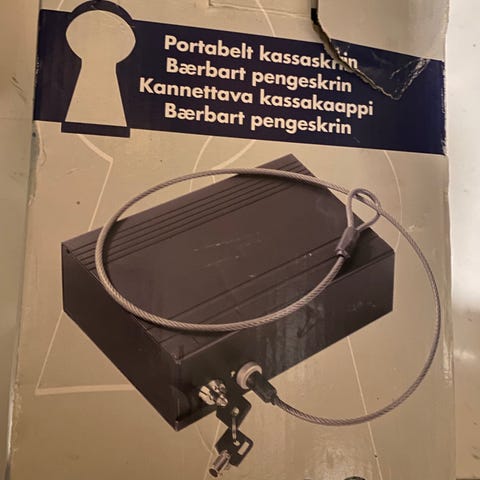 Portabelt kassaskrin
Bærbart pengeskrin
Kannettava kassakaappi
Bærbart pengeskrin